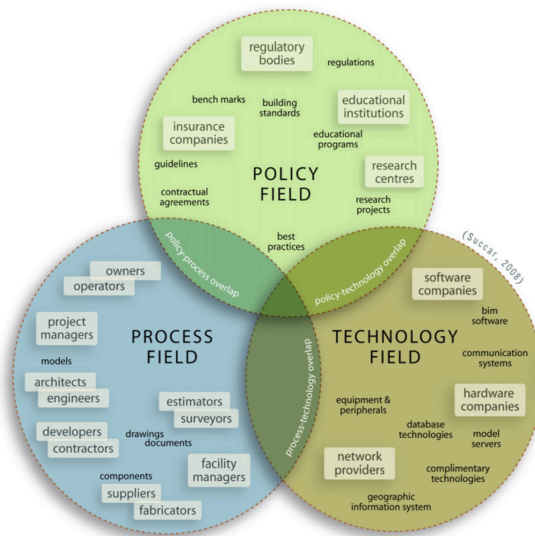 regulatory
bodies
regulations
bench marks
building
standards
educational
institutions
insurance
companies
educational
programs
guidelines
POLICY
FIELD
research
centres
contractual
agreements
research
projects
best
practices
policy-process overlap
policy-technology overlap
(Succar, 2008)
owners
operators
software
companies
project
managers
bim
software
PROCESS
FIELD
TECHNOLOGY
FIELD
process-technology overlap
models
communication
systems
architects
engineers
estimators
surveyors
equipment &
peripherals
hardware
companies
developers
contractors
drawings
documents
database
technologies
model
servers
facility
managers
network
providers
components
complimentary
technologies
suppliers
fabricators
geographic
information system